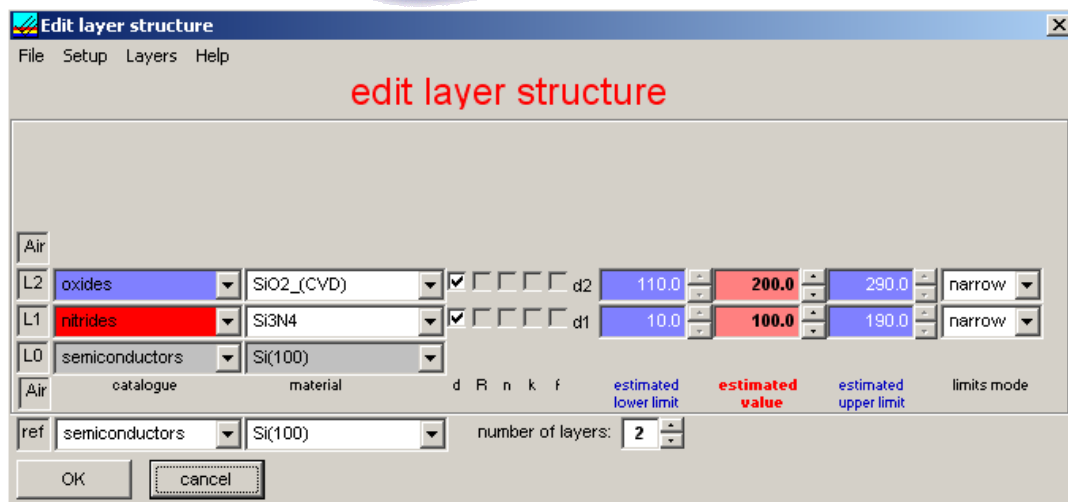 Edit layer structure
File Setup Layers Help
edit layer structure
Air
L2 oxides SiO2_(CVD) d2 110.0 200.0 290.0 narrow
L1 nitrides Si3N4 d1 10.0 100.0 190.0 narrow
L0 semiconductors Si(100)
Air catalogue material d R n k f estimated lower limit estimated value estimated upper limit limits mode
ref semiconductors Si(100) number of layers: 2
OK cancel